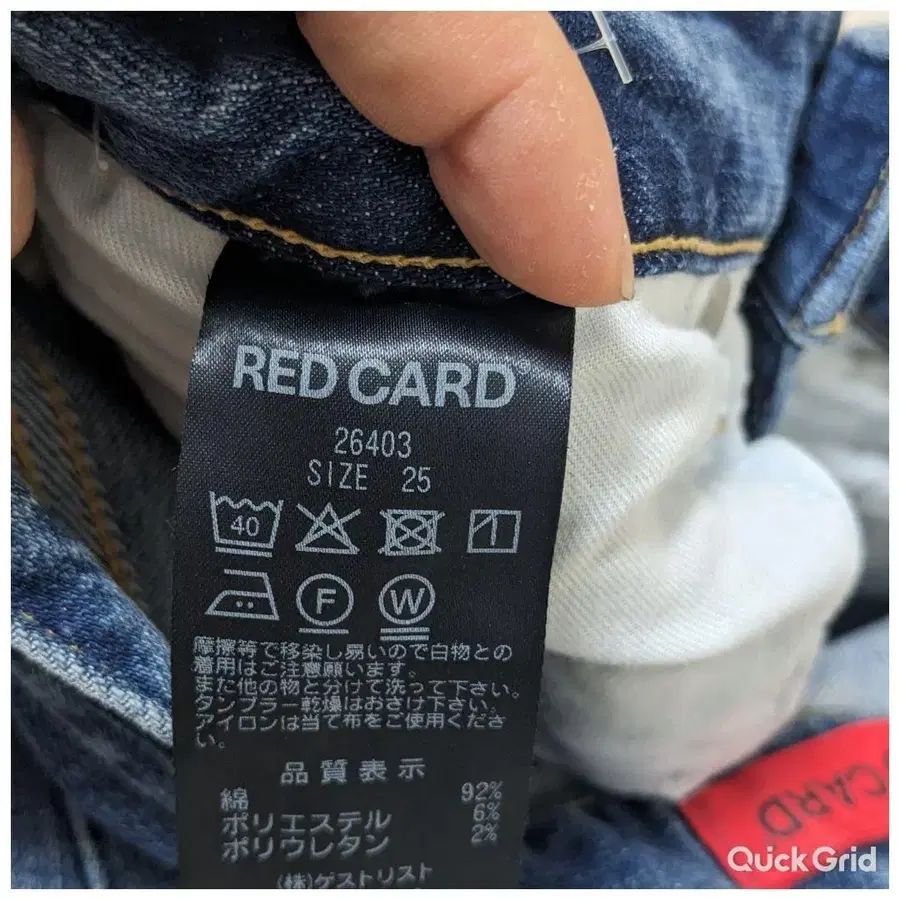 RED CARD®
26403
SIZE 25
40
F W
摩擦等で移染し易いので白物との
着用はご注意願います。
また他の物と分けて洗って下さい。
タンブラー乾燥はおさけ下さい。
アイロンは当て布をご使用くださ
い。
品質表示
綿 92%
ポリエステル 6%
ポリウレタン 2%
(株)ゲストリスト
CARD
Quick Grid